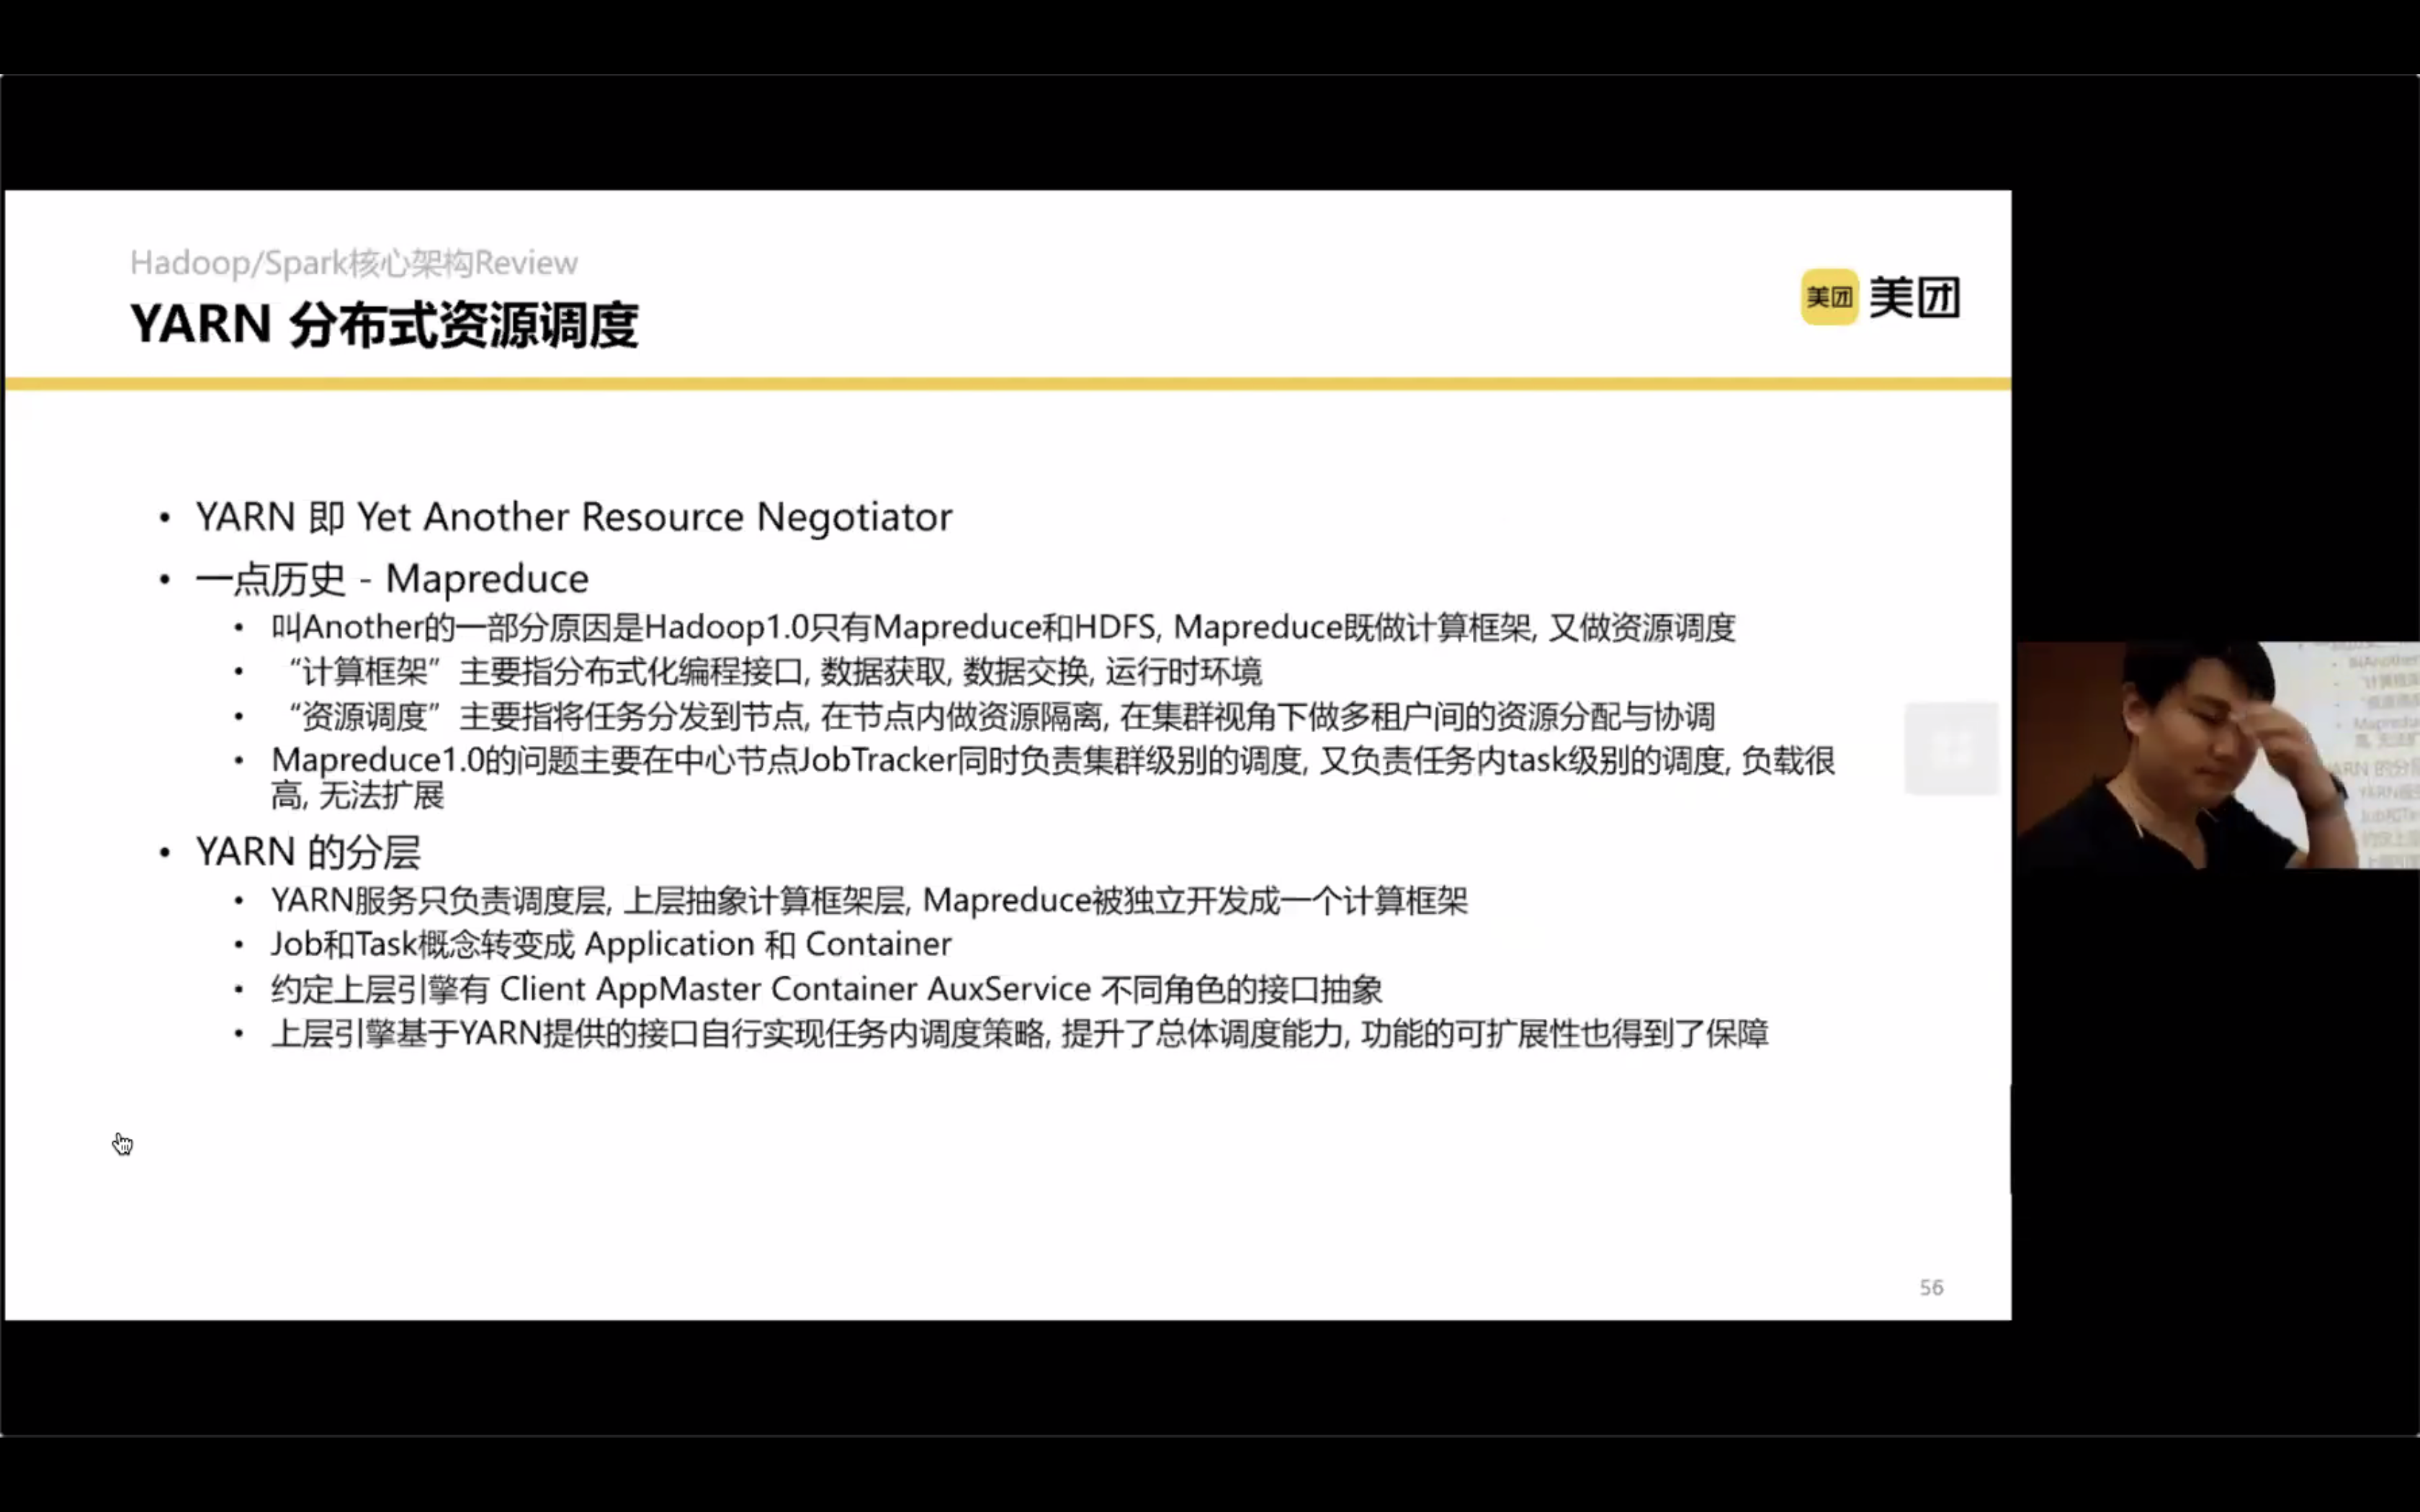 Hadoop/Spark核心架构Review
YARN 分布式资源调度
美团 美团
• YARN 即 Yet Another Resource Negotiator
• 一点历史 - Mapreduce
• 叫Another的一部分原因是Hadoop1.0只有Mapreduce和HDFS, Mapreduce既做计算框架, 又做资源调度
• “计算框架”主要指分布式化编程接口, 数据获取, 数据交换, 运行时环境
• “资源调度”主要指将任务分发到节点, 在节点内做资源隔离, 在集群视角下做多租户间的资源分配与协调
• Mapreduce1.0的问题主要在中心节点JobTracker同时负责集群级别的调度, 又负责任务内task级别的调度, 负载很
高, 无法扩展
• YARN 的分层
• YARN服务只负责调度层, 上层抽象计算框架层, Mapreduce被独立开发成一个计算框架
• Job和Task概念转变成 Application 和 Container
• 约定上层引擎有 Client AppMaster Container AuxService 不同角色的接口抽象
• 上层引擎基于YARN提供的接口自行实现任务内调度策略, 提升了总体调度能力, 功能的可扩展性也得到了保障
56